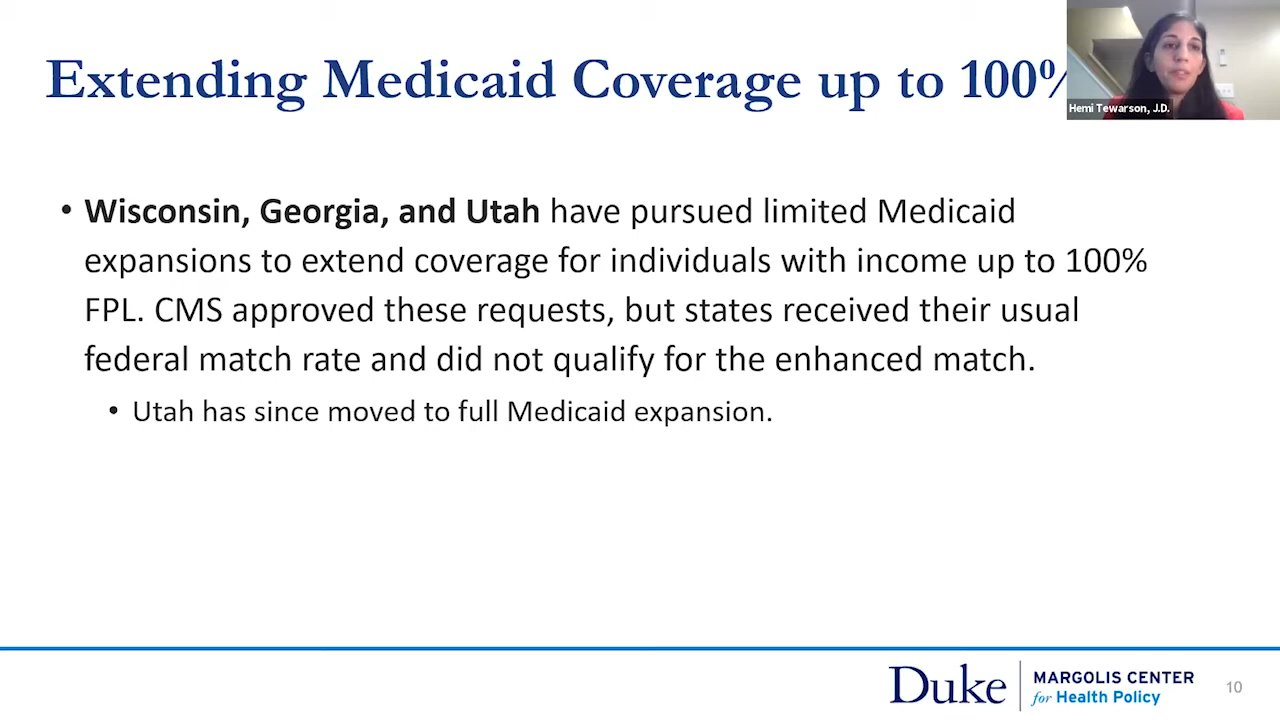 Extending Medicaid Coverage up to 100%
Hemi Tewarson, J.D.
• Wisconsin, Georgia, and Utah have pursued limited Medicaid
expansions to extend coverage for individuals with income up to 100%
FPL. CMS approved these requests, but states received their usual
federal match rate and did not qualify for the enhanced match.
• Utah has since moved to full Medicaid expansion.
Duke
MARGOLIS CENTER
for Health Policy
10